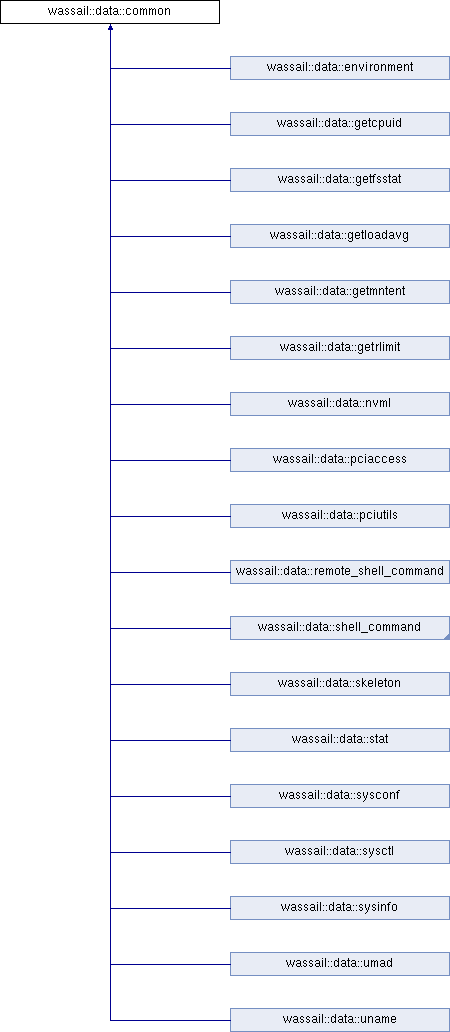 wassail::data::common
wassail::data::environment
wassail::data::getcpuid
wassail::data::getfsstat
wassail::data::getloadavg
wassail::data::getmntent
wassail::data::getrlimit
wassail::data::nvml
wassail::data::pciaccess
wassail::data::pciutils
wassail::data::remote_shell_command
wassail::data::shell_command
wassail::data::skeleton
wassail::data::stat
wassail::data::sysconf
wassail::data::sysctl
wassail::data::sysinfo
wassail::data::umad
wassail::data::uname